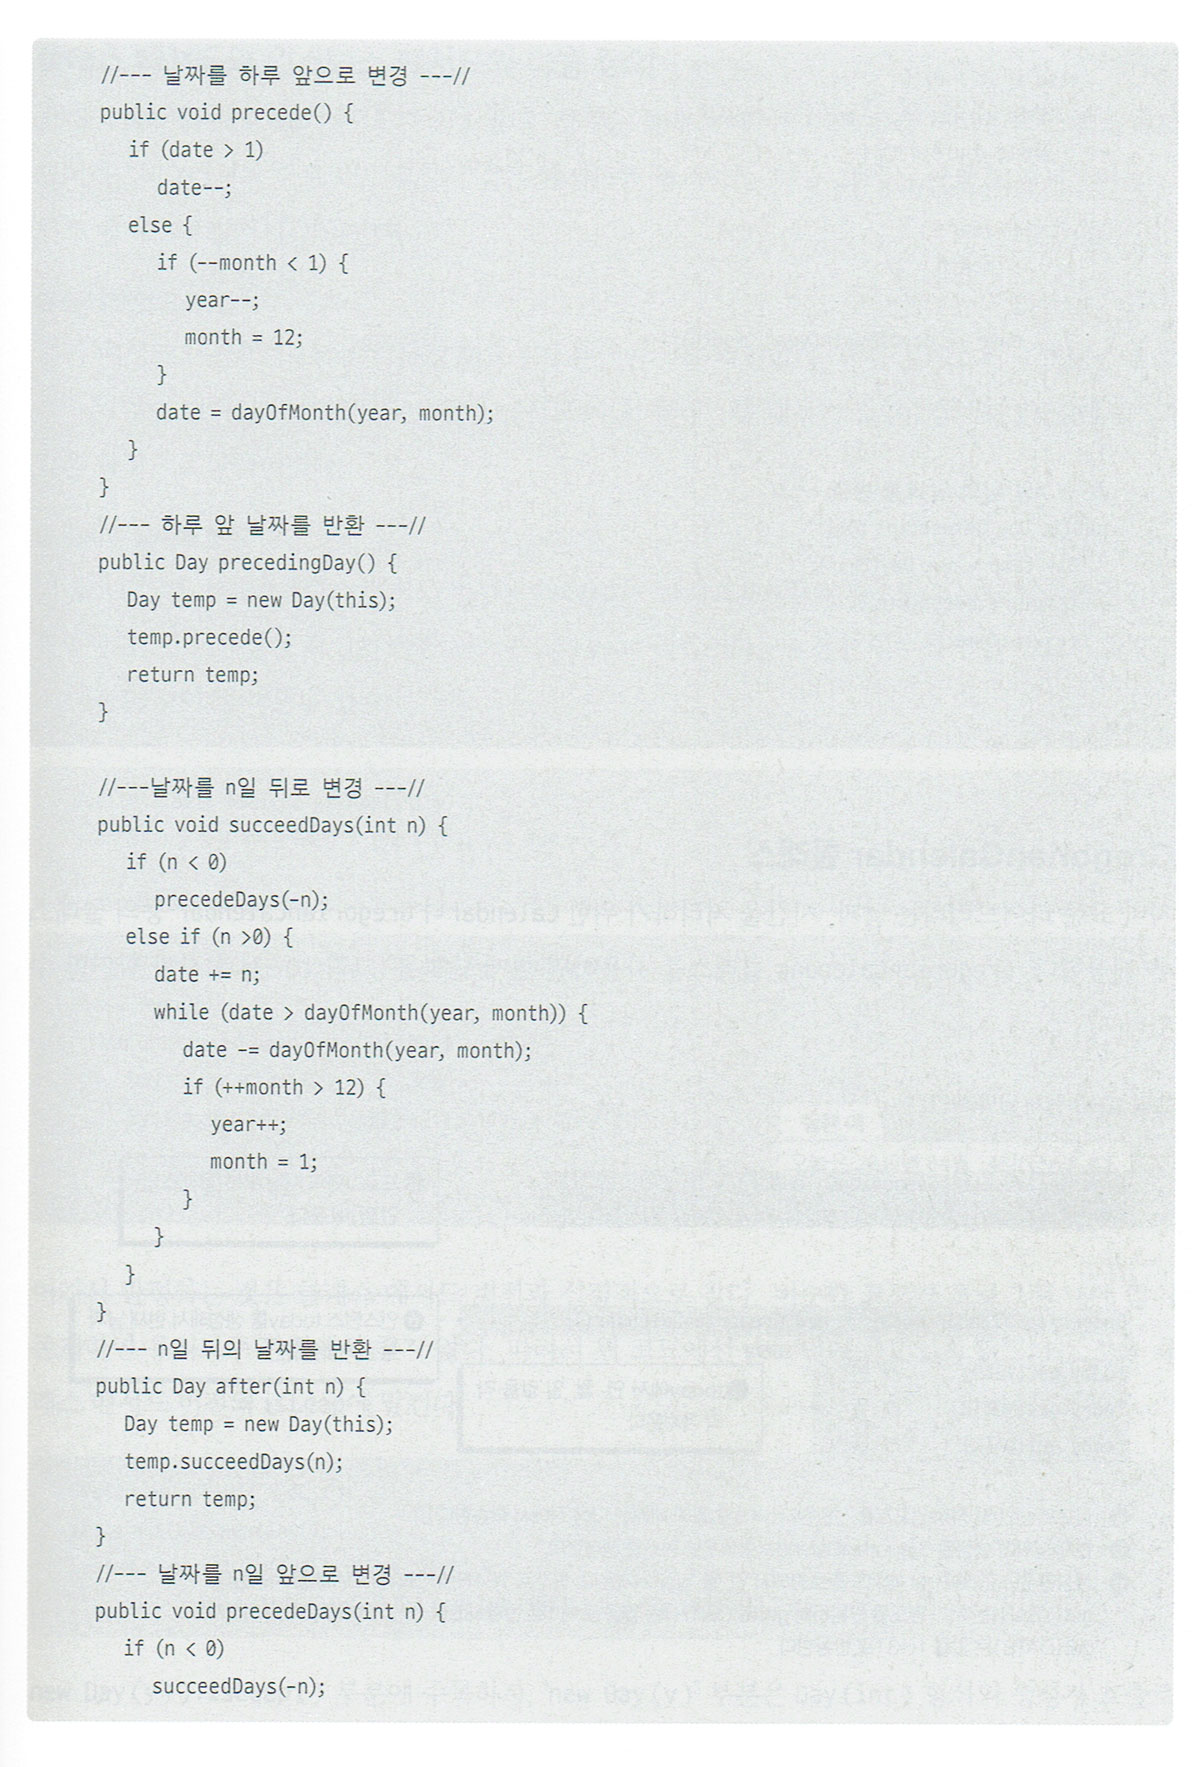 //--- 날짜를 하루 앞으로 변경 ---//
public void precede() {
if (date > 1)
date--;
else {
if (--month < 1) {
year--;
month = 12;
}
date = dayOfMonth(year, month);
}
}
//--- 하루 앞 날짜를 반환 ---//
public Day precedingDay() {
Day temp = new Day(this);
temp.precede();
return temp;
}
//---날짜를 n일 뒤로 변경 ---//
public void succeedDays(int n) {
if (n < 0)
precedeDays(-n);
else if (n >0) {
date += n;
while (date > dayOfMonth(year, month)) {
date -= dayOfMonth(year, month);
if (++month > 12) {
year++;
month = 1;
}
}
}
}
//--- n일 뒤의 날짜를 반환 ---//
public Day after(int n) {
Day temp = new Day(this);
temp.succeedDays(n);
return temp;
}
//--- 날짜를 n일 앞으로 변경 ---//
public void precedeDays(int n) {
if (n < 0)
succeedDays(-n);